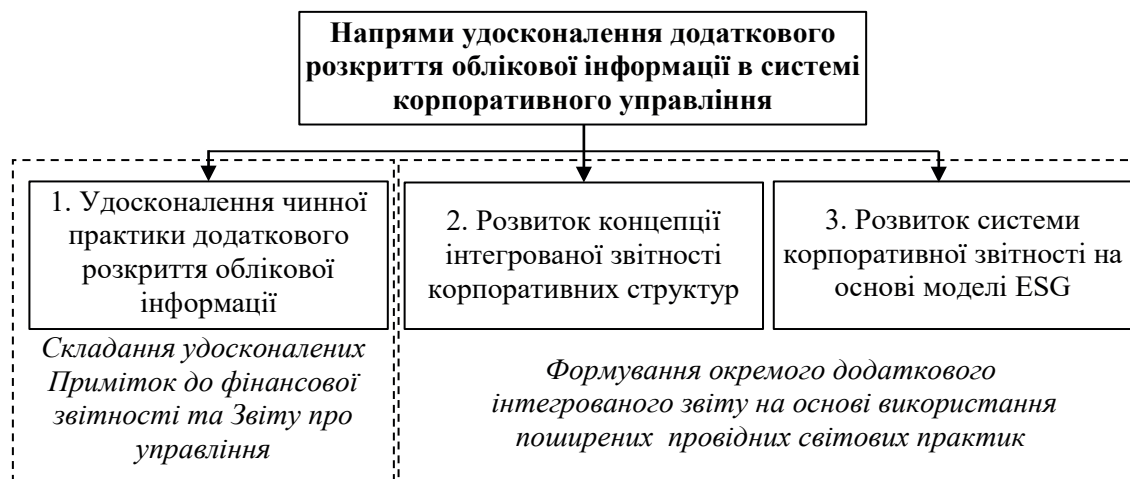 Напрями удосконалення додаткового
розкриття облікової інформації в системі
корпоративного управління
1. Удосконалення чинної
практики додаткового
розкриття облікової
інформації
2. Розвиток концепції
інтегрованої звітності
корпоративних структур
3. Розвиток системи
корпоративної звітності на
основі моделі ESG
Складання удосконалених
Приміток до фінансової
звітності та Звіту про
управління
Формування окремого додаткового
інтегрованого звіту на основі використання
поширених провідних світових практик